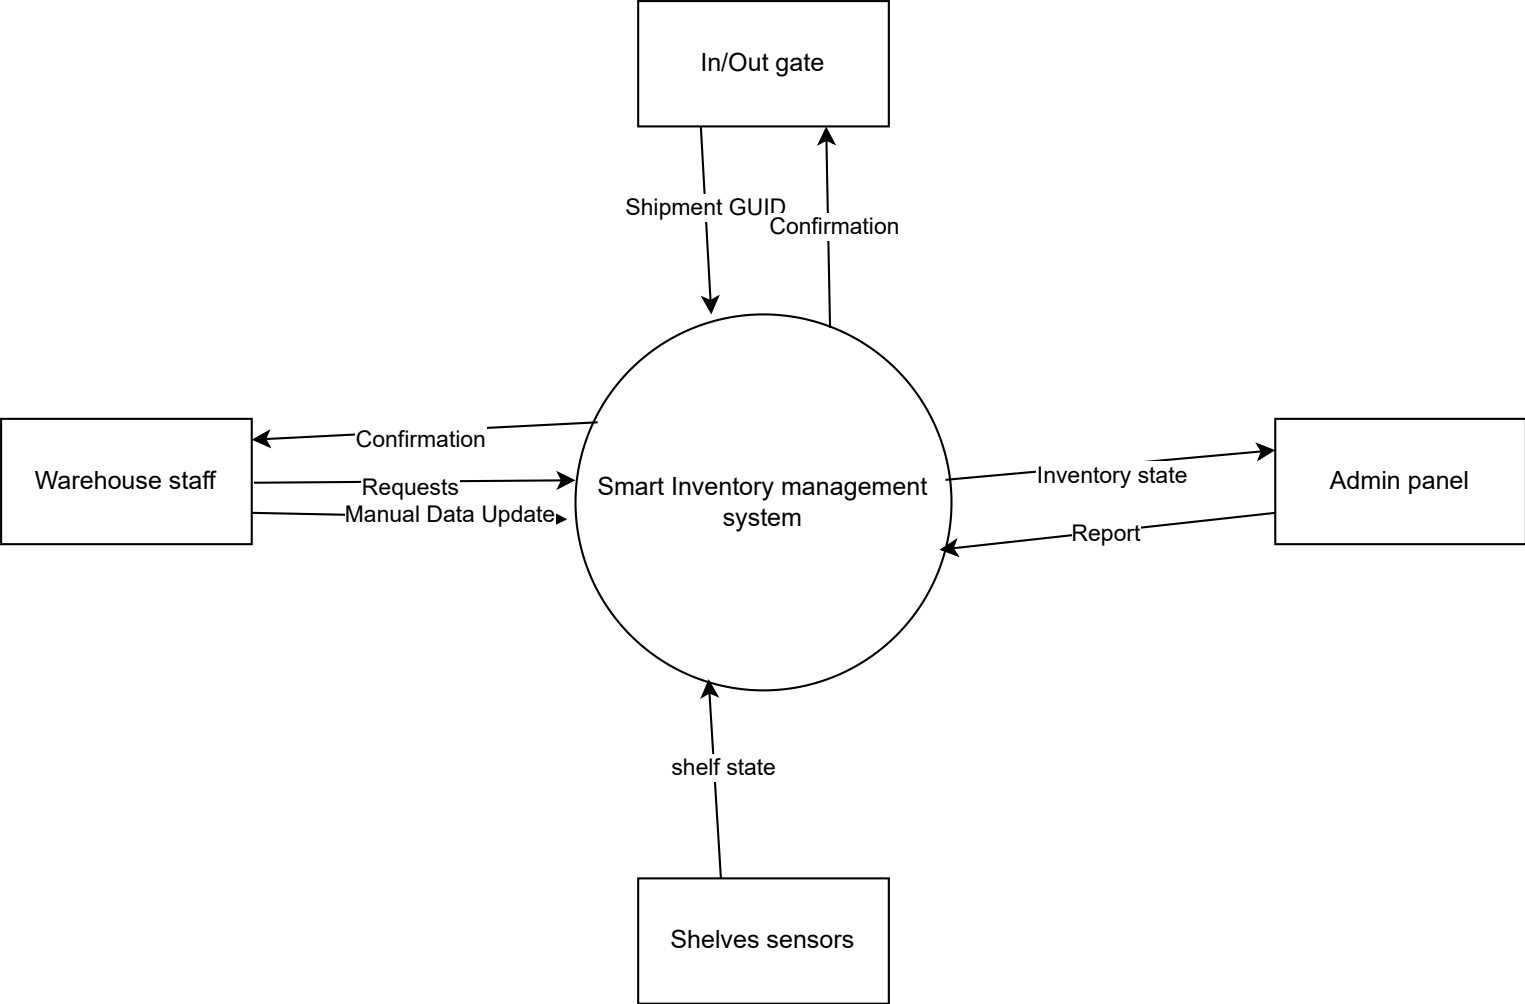 In/Out gate
Shipment GUID
Confirmation
Confirmation
Warehouse staff
Requests
Manual Data Update
Smart Inventory management
system
Inventory state
Admin panel
Report
shelf state
Shelves sensors